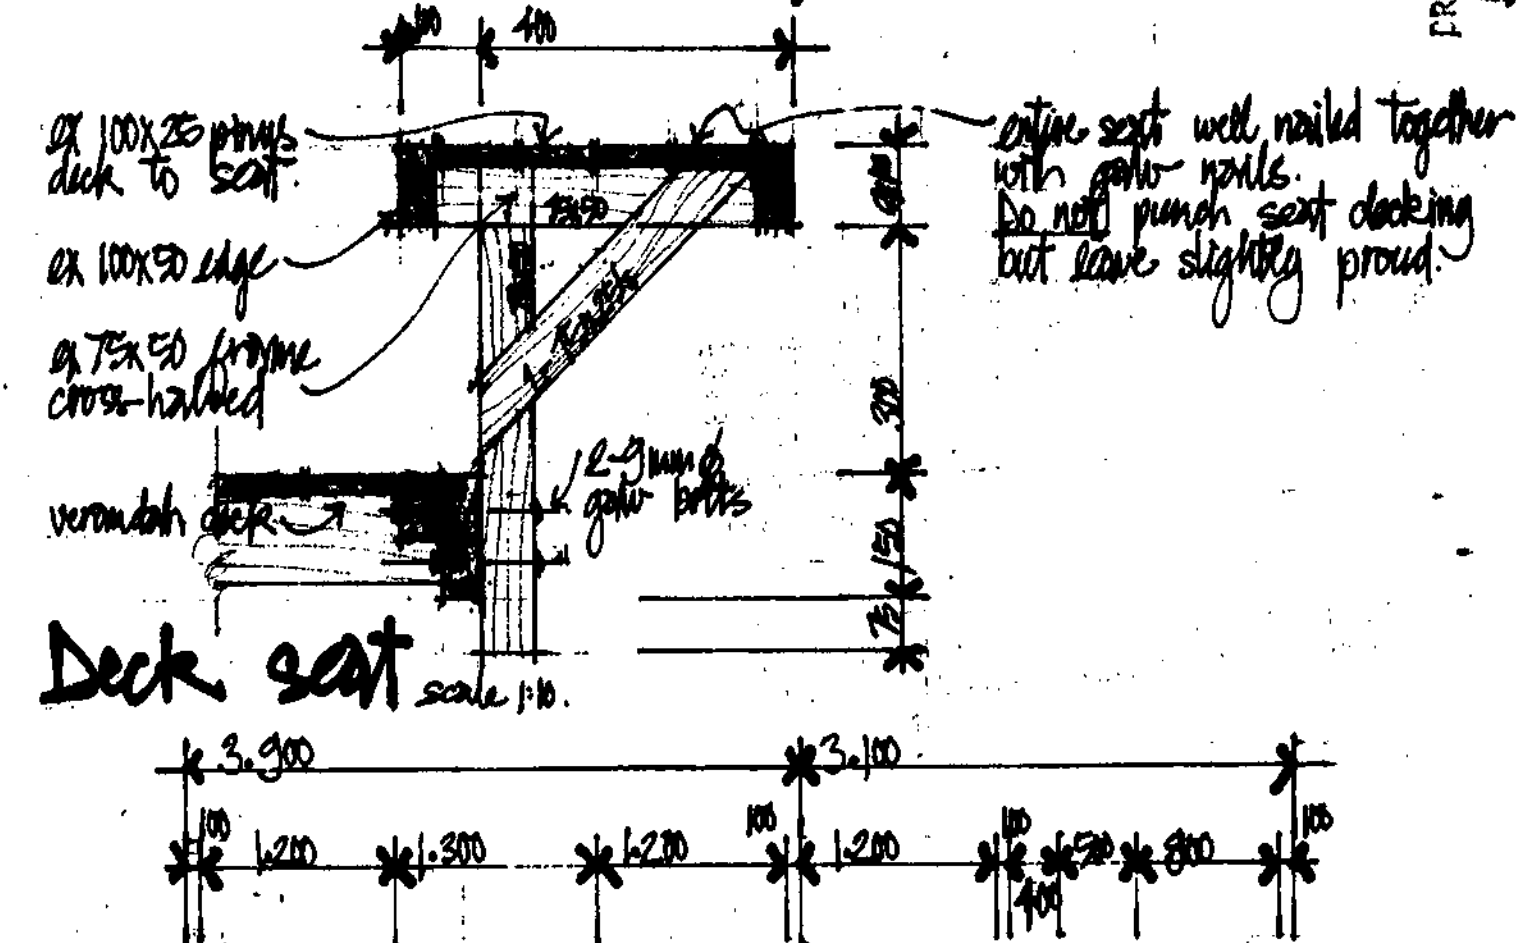 100
400
ex 100x25 pinus
deck to seat.
entire seat well nailed together
with galv nails.
Do not punch seat decking
but leave slightly proud.
75x50
ex 100x50 edge
ex 75x50 frame
cross-halved
75x25
.300
2-9mm ø
galv bolts
verandah deck
150
75
Deck seat scale 1:10.
3.900 3.100
100 1.200 1.300 1.200 100 1.200 100 400 500 800 100